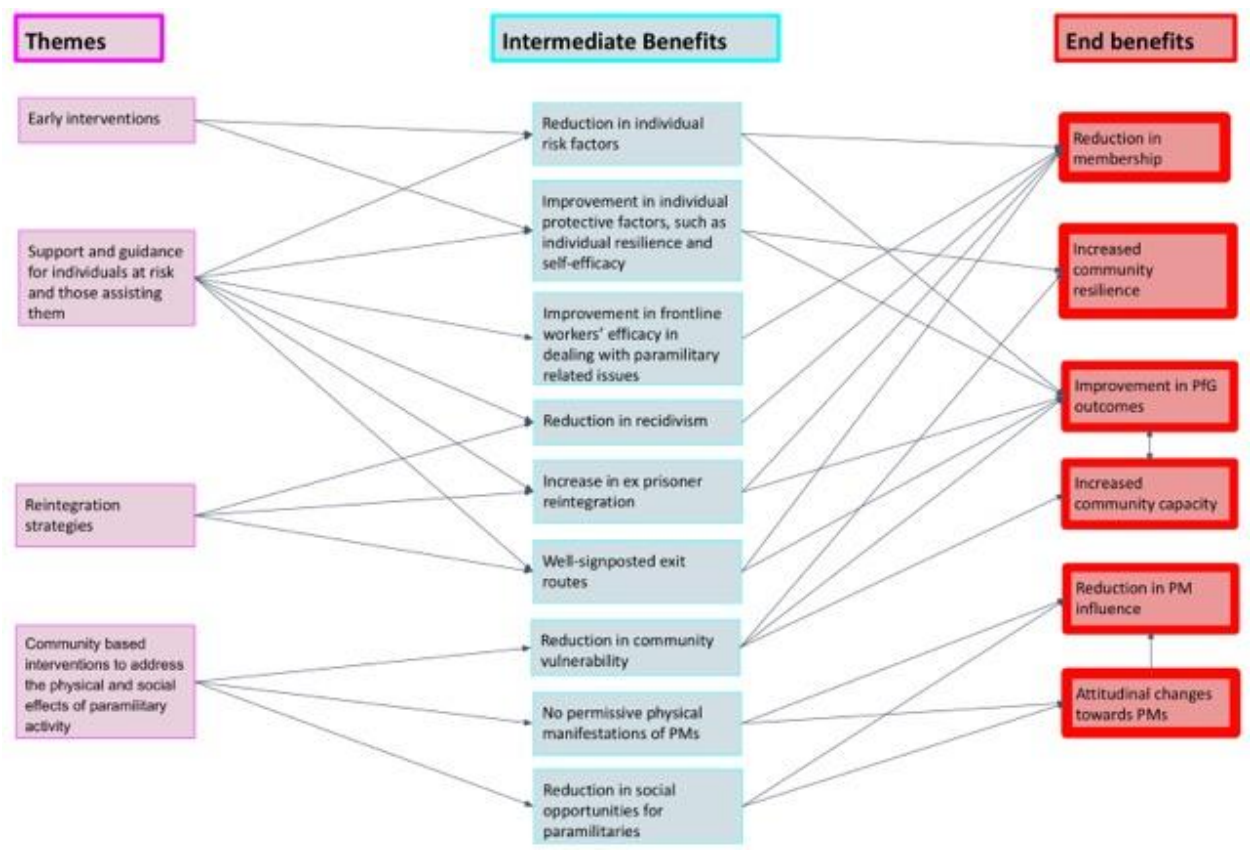 Themes
Intermediate Benefits
End benefits
Early interventions
Support and guidance
for individuals at risk
and those assisting
them
Reintegration
strategies
Community based
interventions to address
the physical and social
effects of paramilitary
activity
Reduction in individual
risk factors
Improvement in individual
protective factors, such as
individual resilience and
self-efficacy
Improvement in frontline
workers' efficacy in
dealing with paramilitary
related issues
Reduction in recidivism
Increase in ex prisoner
reintegration
Well-signposted exit
routes
Reduction in community
vulnerability
No permissive physical
manifestations of PMs
Reduction in social
opportunities for
paramilitaries
Reduction in
membership
Increased
community
resilience
Improvement in PfG
outcomes
Increased
community capacity
Reduction in PM
influence
Attitudinal changes
towards PMs